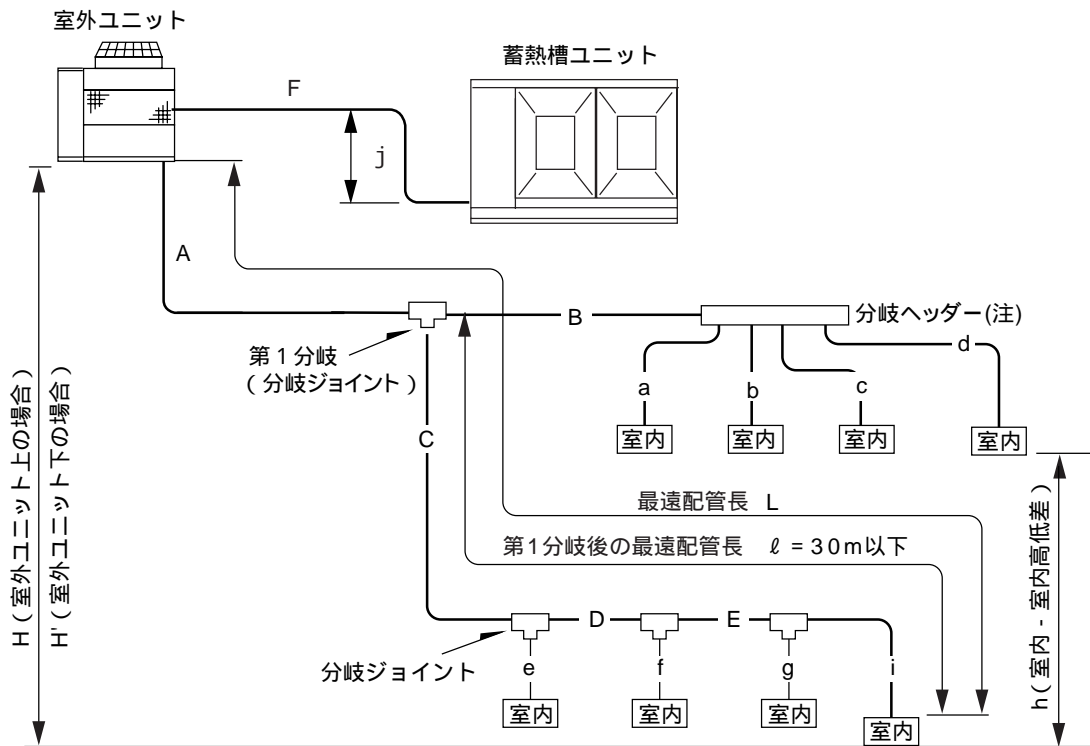 室外ユニット
蓄熱槽ユニット
F
j
A
B
分岐ヘッダー(注)
第１分岐
(分岐ジョイント)
a
b
c
d
室内
室内
室内
室内
C
H(室外ユニット上の場合)
H'(室外ユニット下の場合)
最遠配管長 L
第1分岐後の最遠配管長 ℓ =30m以下
h(室内-室内高低差)
D
E
分岐ジョイント
e
f
g
i
室内
室内
室内
室内